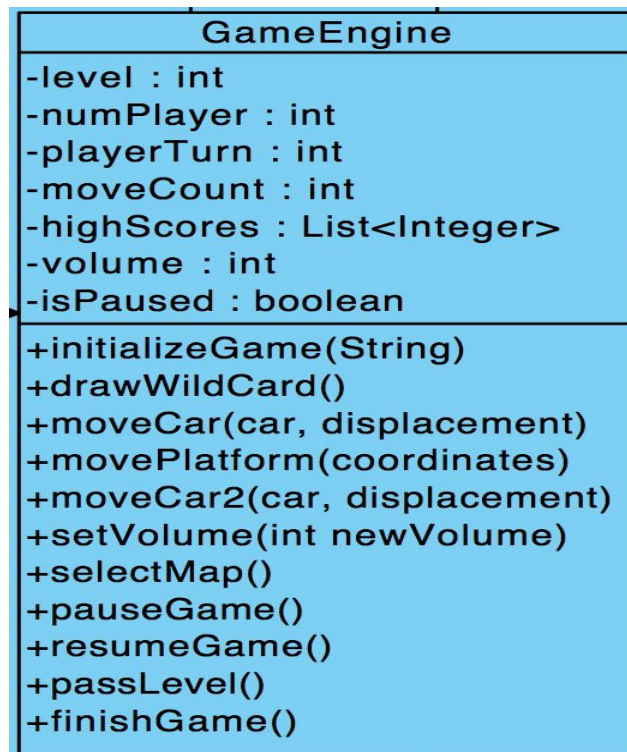 GameEngine
-level : int
-numPlayer : int
-playerTurn : int
-moveCount : int
-highScores : List<Integer>
-volume : int
-isPaused : boolean
+initializeGame(String)
+drawWildCard()
+moveCar(car, displacement)
+movePlatform(coordinates)
+moveCar2(car, displacement)
+setVolume(int newVolume)
+selectMap()
+pauseGame()
+resumeGame()
+passLevel()
+finishGame()